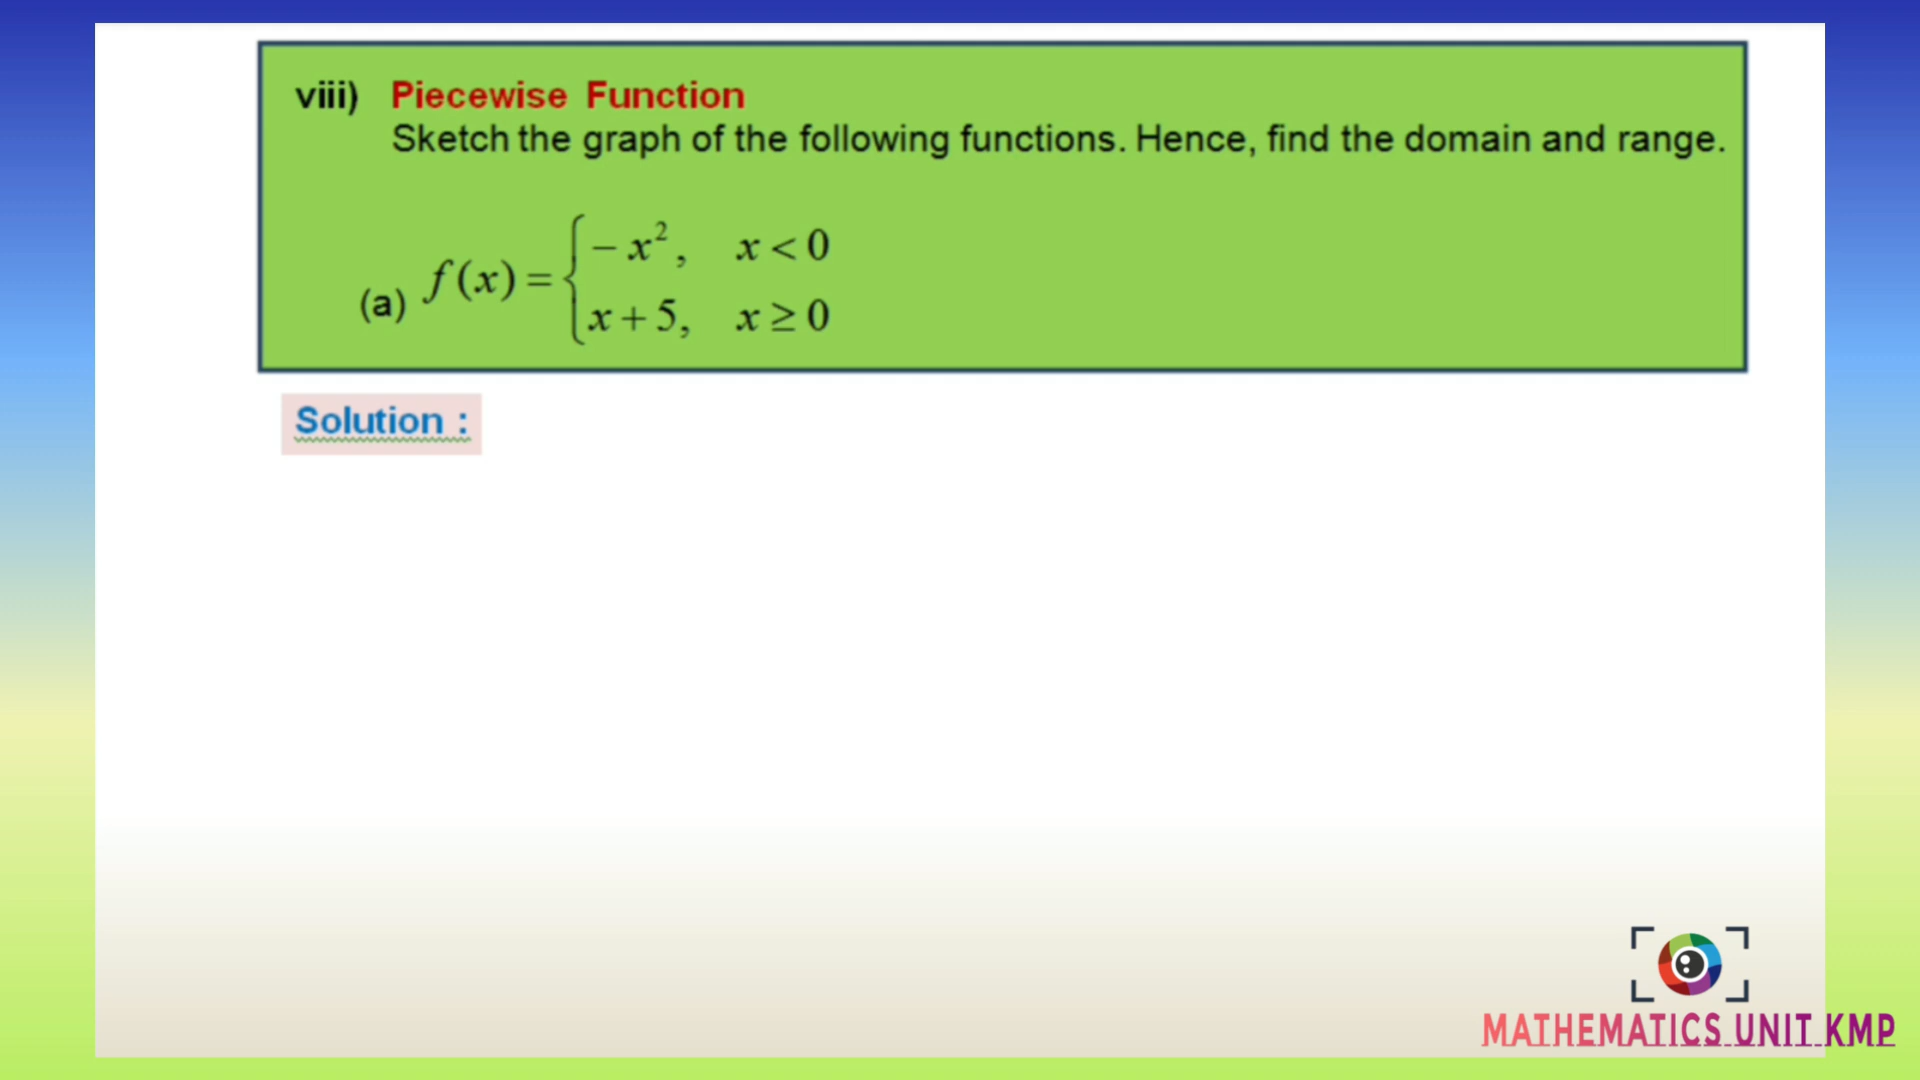 viii) Piecewise Function
Sketch the graph of the following functions. Hence, find the domain and range.
(a) f(x) = { −x², x < 0
x + 5, x ≥ 0
Solution :
MATHEMATICS UNIT KMP